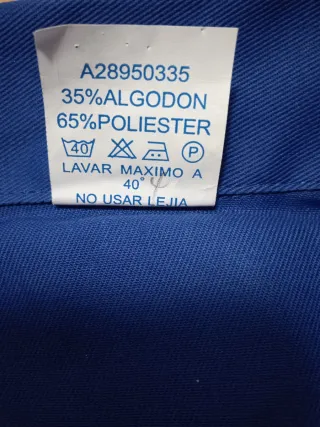 A28950335
35%ALGODON
65%POLIESTER
40 P
LAVAR MAXIMO A
40°
NO USAR LEJIA